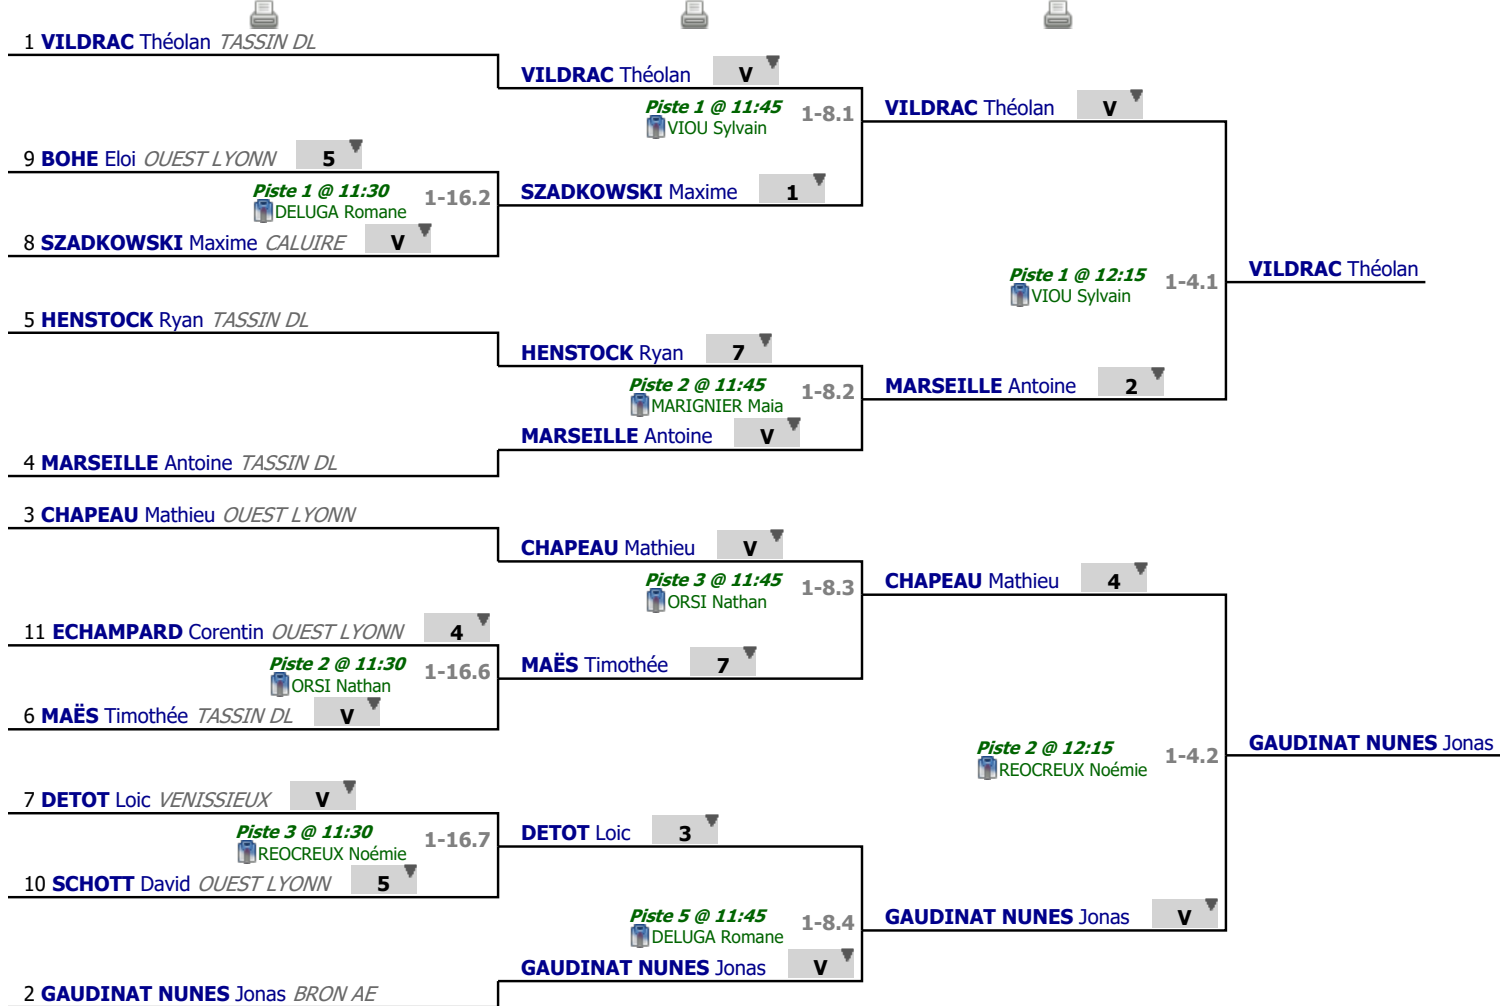 1 VILDRAC Théolan TASSIN DL
VILDRAC Théolan V
Piste 1 @ 11:45 1-8.1
VIOU Sylvain
VILDRAC Théolan V
9 BOHE Eloi OUEST LYONN 5
Piste 1 @ 11:30 1-16.2
DELUGA Romane
SZADKOWSKI Maxime 1
8 SZADKOWSKI Maxime CALUIRE V
Piste 1 @ 12:15 1-4.1
VIOU Sylvain
VILDRAC Théolan
5 HENSTOCK Ryan TASSIN DL
HENSTOCK Ryan 7
Piste 2 @ 11:45 1-8.2
MARIGNIER Maia
MARSEILLE Antoine 2
MARSEILLE Antoine V
4 MARSEILLE Antoine TASSIN DL
3 CHAPEAU Mathieu OUEST LYONN
CHAPEAU Mathieu V
Piste 3 @ 11:45 1-8.3
ORSI Nathan
CHAPEAU Mathieu 4
11 ECHAMPARD Corentin OUEST LYONN 4
Piste 2 @ 11:30 1-16.6
ORSI Nathan
MAËS Timothée 7
6 MAËS Timothée TASSIN DL V
Piste 2 @ 12:15 1-4.2
REOCREUX Noémie
GAUDINAT NUNES Jonas
7 DETOT Loic VENISSIEUX V
Piste 3 @ 11:30 1-16.7
REOCREUX Noémie
DETOT Loic 3
10 SCHOTT David OUEST LYONN 5
Piste 5 @ 11:45 1-8.4
DELUGA Romane
GAUDINAT NUNES Jonas V
GAUDINAT NUNES Jonas V
2 GAUDINAT NUNES Jonas BRON AE